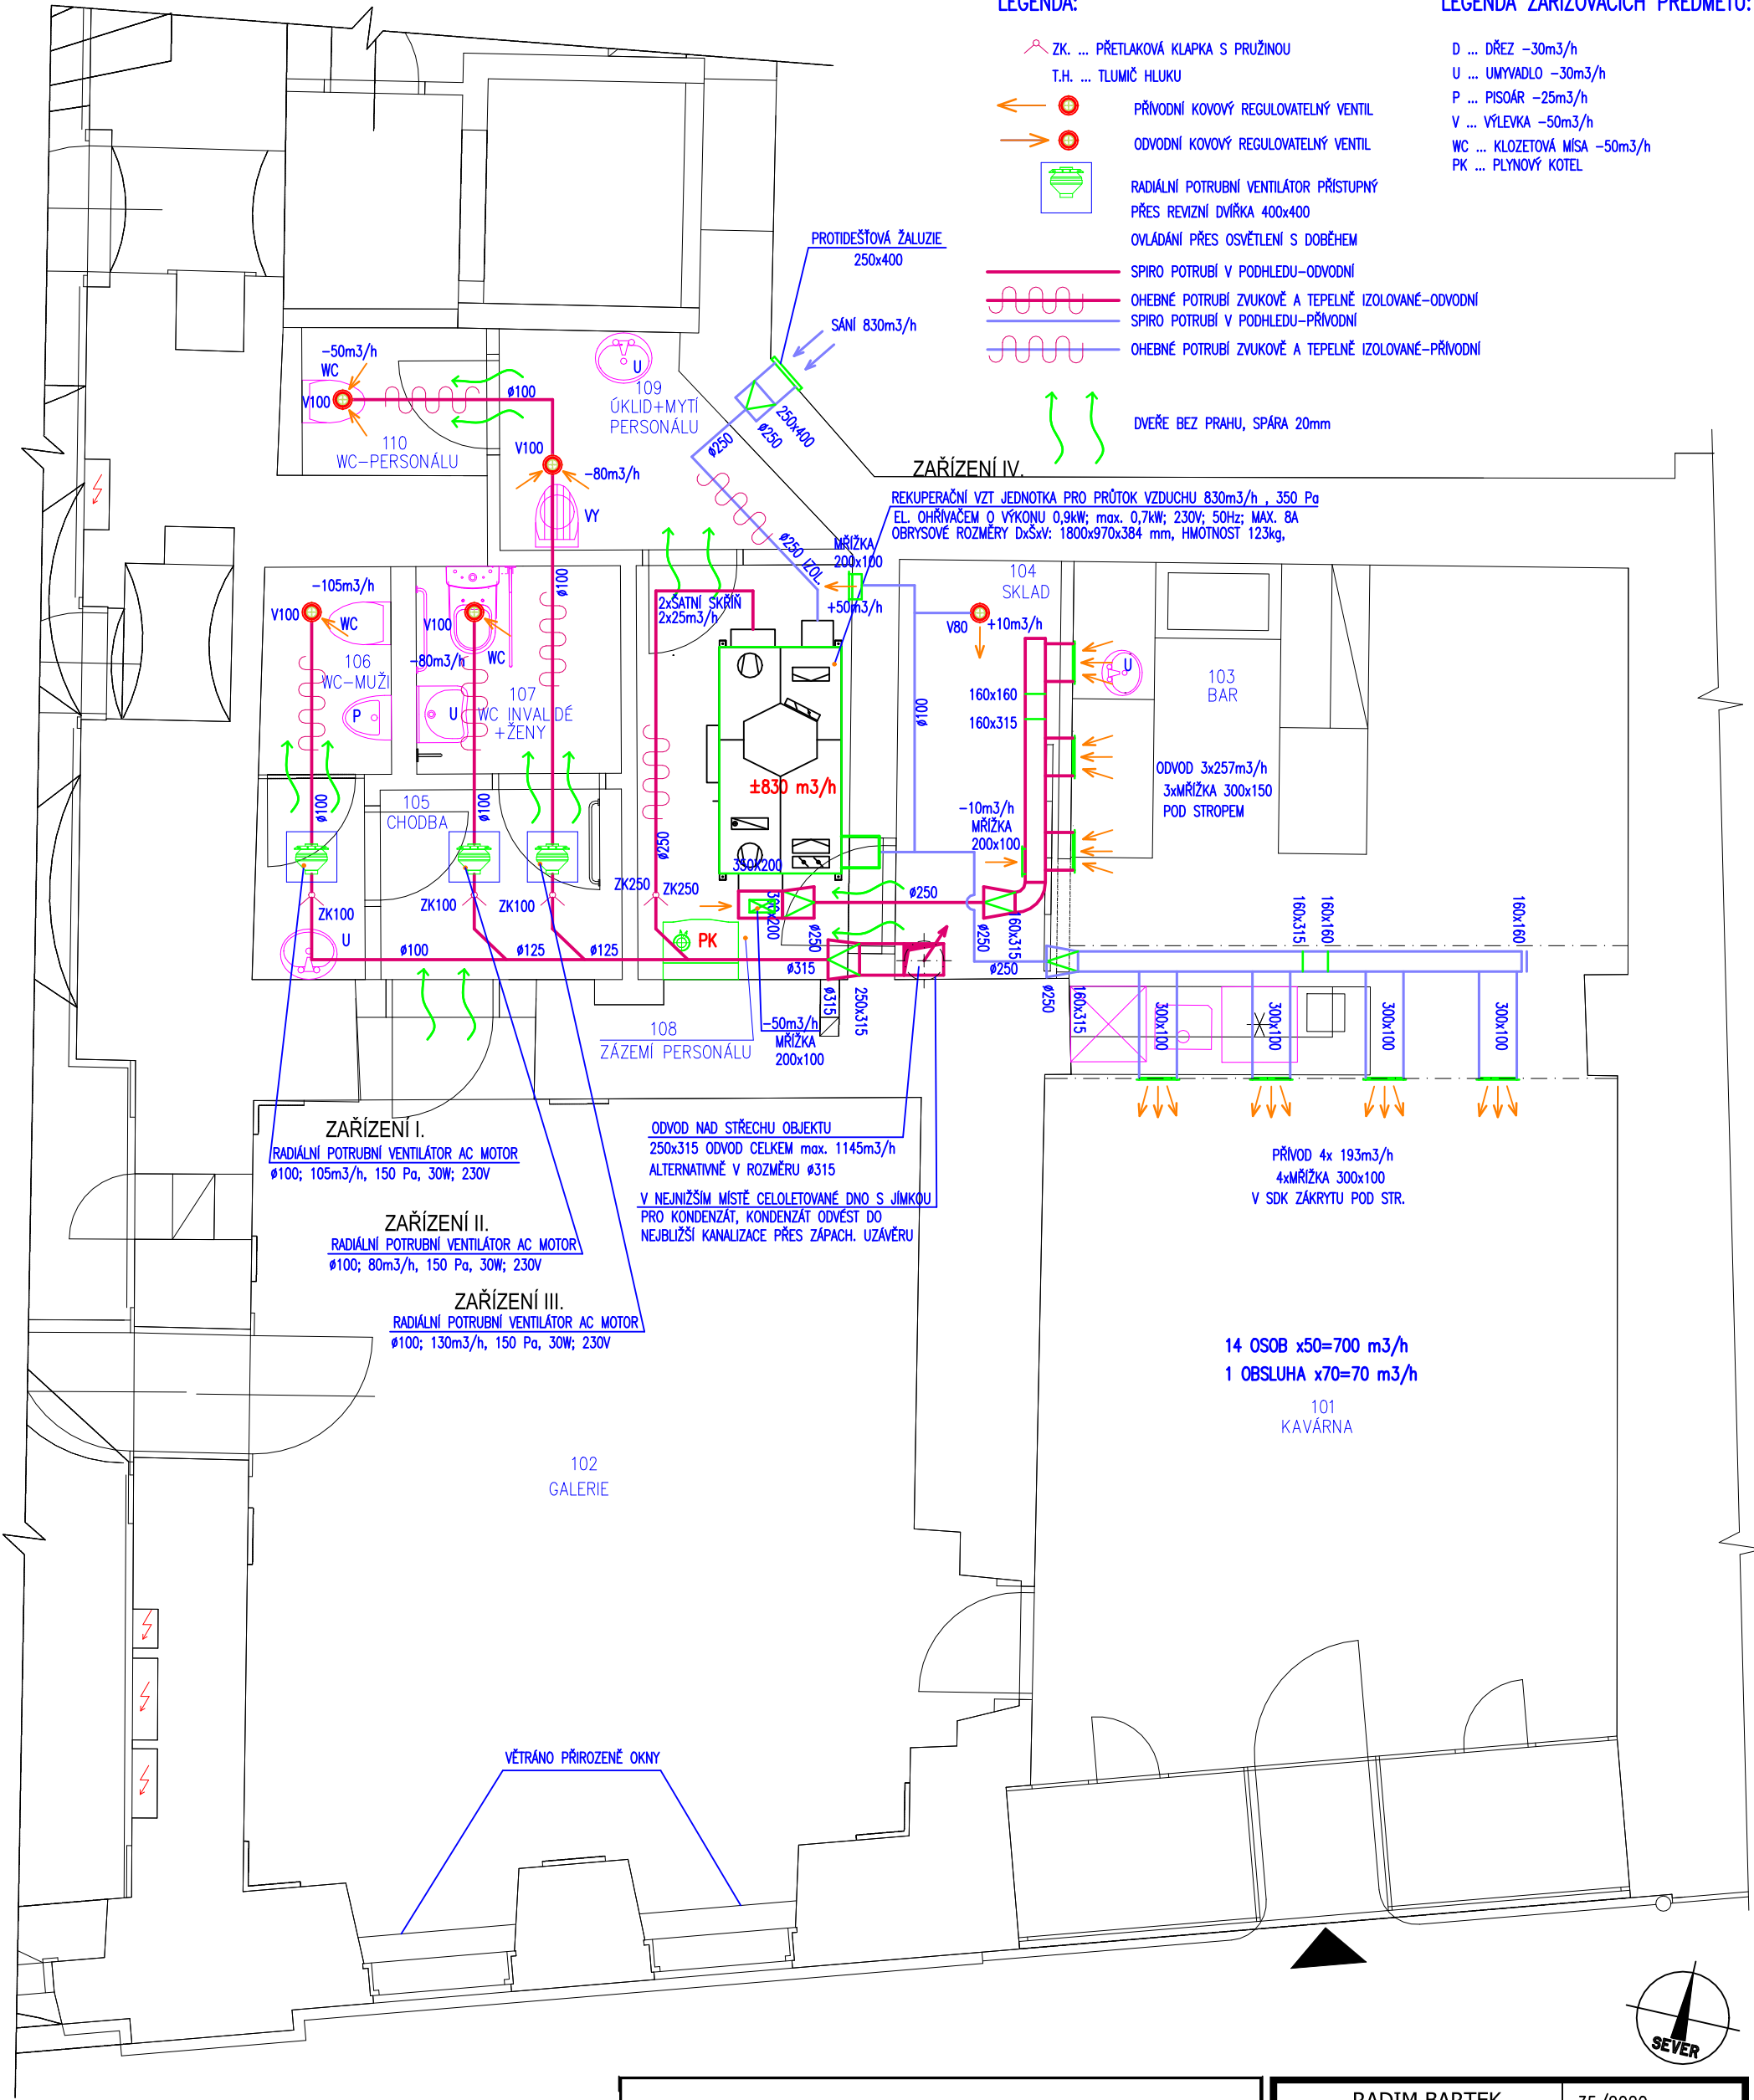 LEGENDA:
ZK. ... PŘETLAKOVÁ KLAPKA S PRUŽINOU
T.H. ... TLUMIČ HLUKU
PŘÍVODNÍ KOVOVÝ REGULOVATELNÝ VENTIL
ODVODNÍ KOVOVÝ REGULOVATELNÝ VENTIL
RADIÁLNÍ POTRUBNÍ VENTILÁTOR PŘÍSTUPNÝ
PŘES REVIZNÍ DVÍŘKA 400x400
OVLÁDÁNÍ PŘES OSVĚTLENÍ S DOBĚHEM
SPIRO POTRUBÍ V PODHLEDU-ODVODNÍ
OHEBNÉ POTRUBÍ ZVUKOVĚ A TEPELNĚ IZOLOVANÉ-ODVODNÍ
SPIRO POTRUBÍ V PODHLEDU-PŘÍVODNÍ
OHEBNÉ POTRUBÍ ZVUKOVĚ A TEPELNĚ IZOLOVANÉ-PŘÍVODNÍ
DVEŘE BEZ PRAHU, SPÁRA 20mm
LEGENDA ZAŘIZOVACÍCH PŘEDMĚTŮ:
D ... DŘEZ -30m3/h
U ... UMYVADLO -30m3/h
P ... PISOÁR -25m3/h
V ... VÝLEVKA -50m3/h
WC ... KLOZETOVÁ MÍSA -50m3/h
PK ... PLYNOVÝ KOTEL
PROTIDEŠŤOVÁ ŽALUZIE
250x400
SÁNÍ 830m3/h
250x400
ø250
ø250
ø250 IZOL.
-50m3/h
WC
V100
ø100
110
WC-PERSONÁLU
U
109
ÚKLID+MYTÍ
PERSONÁLU
V100
-80m3/h
VY
ø100
ZAŘÍZENÍ IV.
REKUPERAČNÍ VZT JEDNOTKA PRO PRŮTOK VZDUCHU 830m3/h , 350 Pa
EL. OHŘÍVAČEM O VÝKONU 0,9kW; max. 0,7kW; 230V; 50Hz; MAX. 8A
OBRYSOVÉ ROZMĚRY DxŠxV: 1800x970x384 mm, HMOTNOST 123kg,
MŘÍŽKA
200x100
+50m3/h
2xŠATNÍ SKŘÍŇ
2x25m3/h
104
SKLAD
V80
+10m3/h
-105m3/h
V100
WC
106
WC-MUŽI
P
V100
-80m3/h
WC
U
107
WC INVALIDÉ
+ŽENY
160x160
160x315
ø100
U
103
BAR
ODVOD 3x257m3/h
3xMŘÍŽKA 300x150
POD STROPEM
±830 m3/h
-10m3/h
MŘÍŽKA
200x100
105
CHODBA
ø100
ø100
ø250
ZK100
U
ZK100
ZK100
ZK250
ZK250
350x200
300x200
ø250
ø250
PK
ø100
ø125
ø125
ø315
ø315
250x315
ø250
160x315
ø250
ø250
160x315
160x315
160x160
160x160
300x100
300x100
300x100
300x100
108
ZÁZEMÍ PERSONÁLU
-50m3/h
MŘÍŽKA
200x100
ZAŘÍZENÍ I.
RADIÁLNÍ POTRUBNÍ VENTILÁTOR AC MOTOR
ø100; 105m3/h, 150 Pa, 30W; 230V
ZAŘÍZENÍ II.
RADIÁLNÍ POTRUBNÍ VENTILÁTOR AC MOTOR
ø100; 80m3/h, 150 Pa, 30W; 230V
ZAŘÍZENÍ III.
RADIÁLNÍ POTRUBNÍ VENTILÁTOR AC MOTOR
ø100; 130m3/h, 150 Pa, 30W; 230V
ODVOD NAD STŘECHU OBJEKTU
250x315 ODVOD CELKEM max. 1145m3/h
ALTERNATIVNĚ V ROZMĚRU ø315
V NEJNIŽŠÍM MÍSTĚ CELOLETOVANÉ DNO S JÍMKOU
PRO KONDENZÁT, KONDENZÁT ODVÉST DO
NEJBLIŽŠÍ KANALIZACE PŘES ZÁPACH. UZÁVĚRU
PŘÍVOD 4x 193m3/h
4xMŘÍŽKA 300x100
V SDK ZÁKRYTU POD STR.
14 OSOB x50=700 m3/h
1 OBSLUHA x70=70 m3/h
101
KAVÁRNA
102
GALERIE
VĚTRÁNO PŘIROZENĚ OKNY
SEVER
RADIM BARTEK